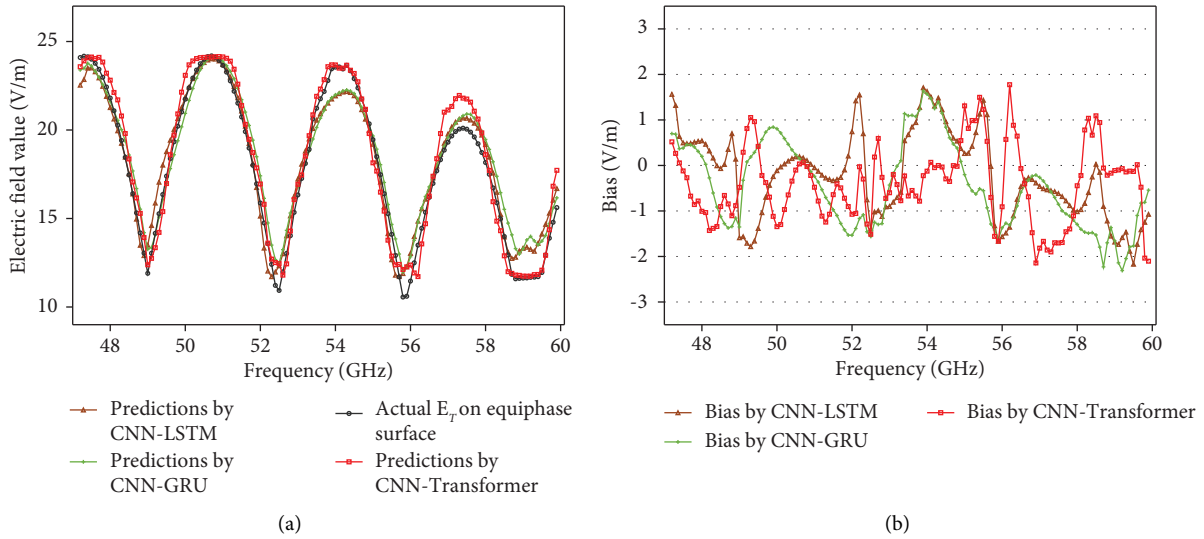 25
20
15
10
Electric field value (V/m)
48
50
52
54
56
58
60
Frequency (GHz)
Predictions by
CNN-LSTM
Predictions by
CNN-GRU
Actual E_T on equiphase
surface
Predictions by
CNN-Transformer
(a)
3
2
1
0
-1
-2
-3
Bias (V/m)
48
50
52
54
56
58
60
Frequency (GHz)
Bias by CNN-LSTM
Bias by CNN-GRU
Bias by CNN-Transformer
(b)